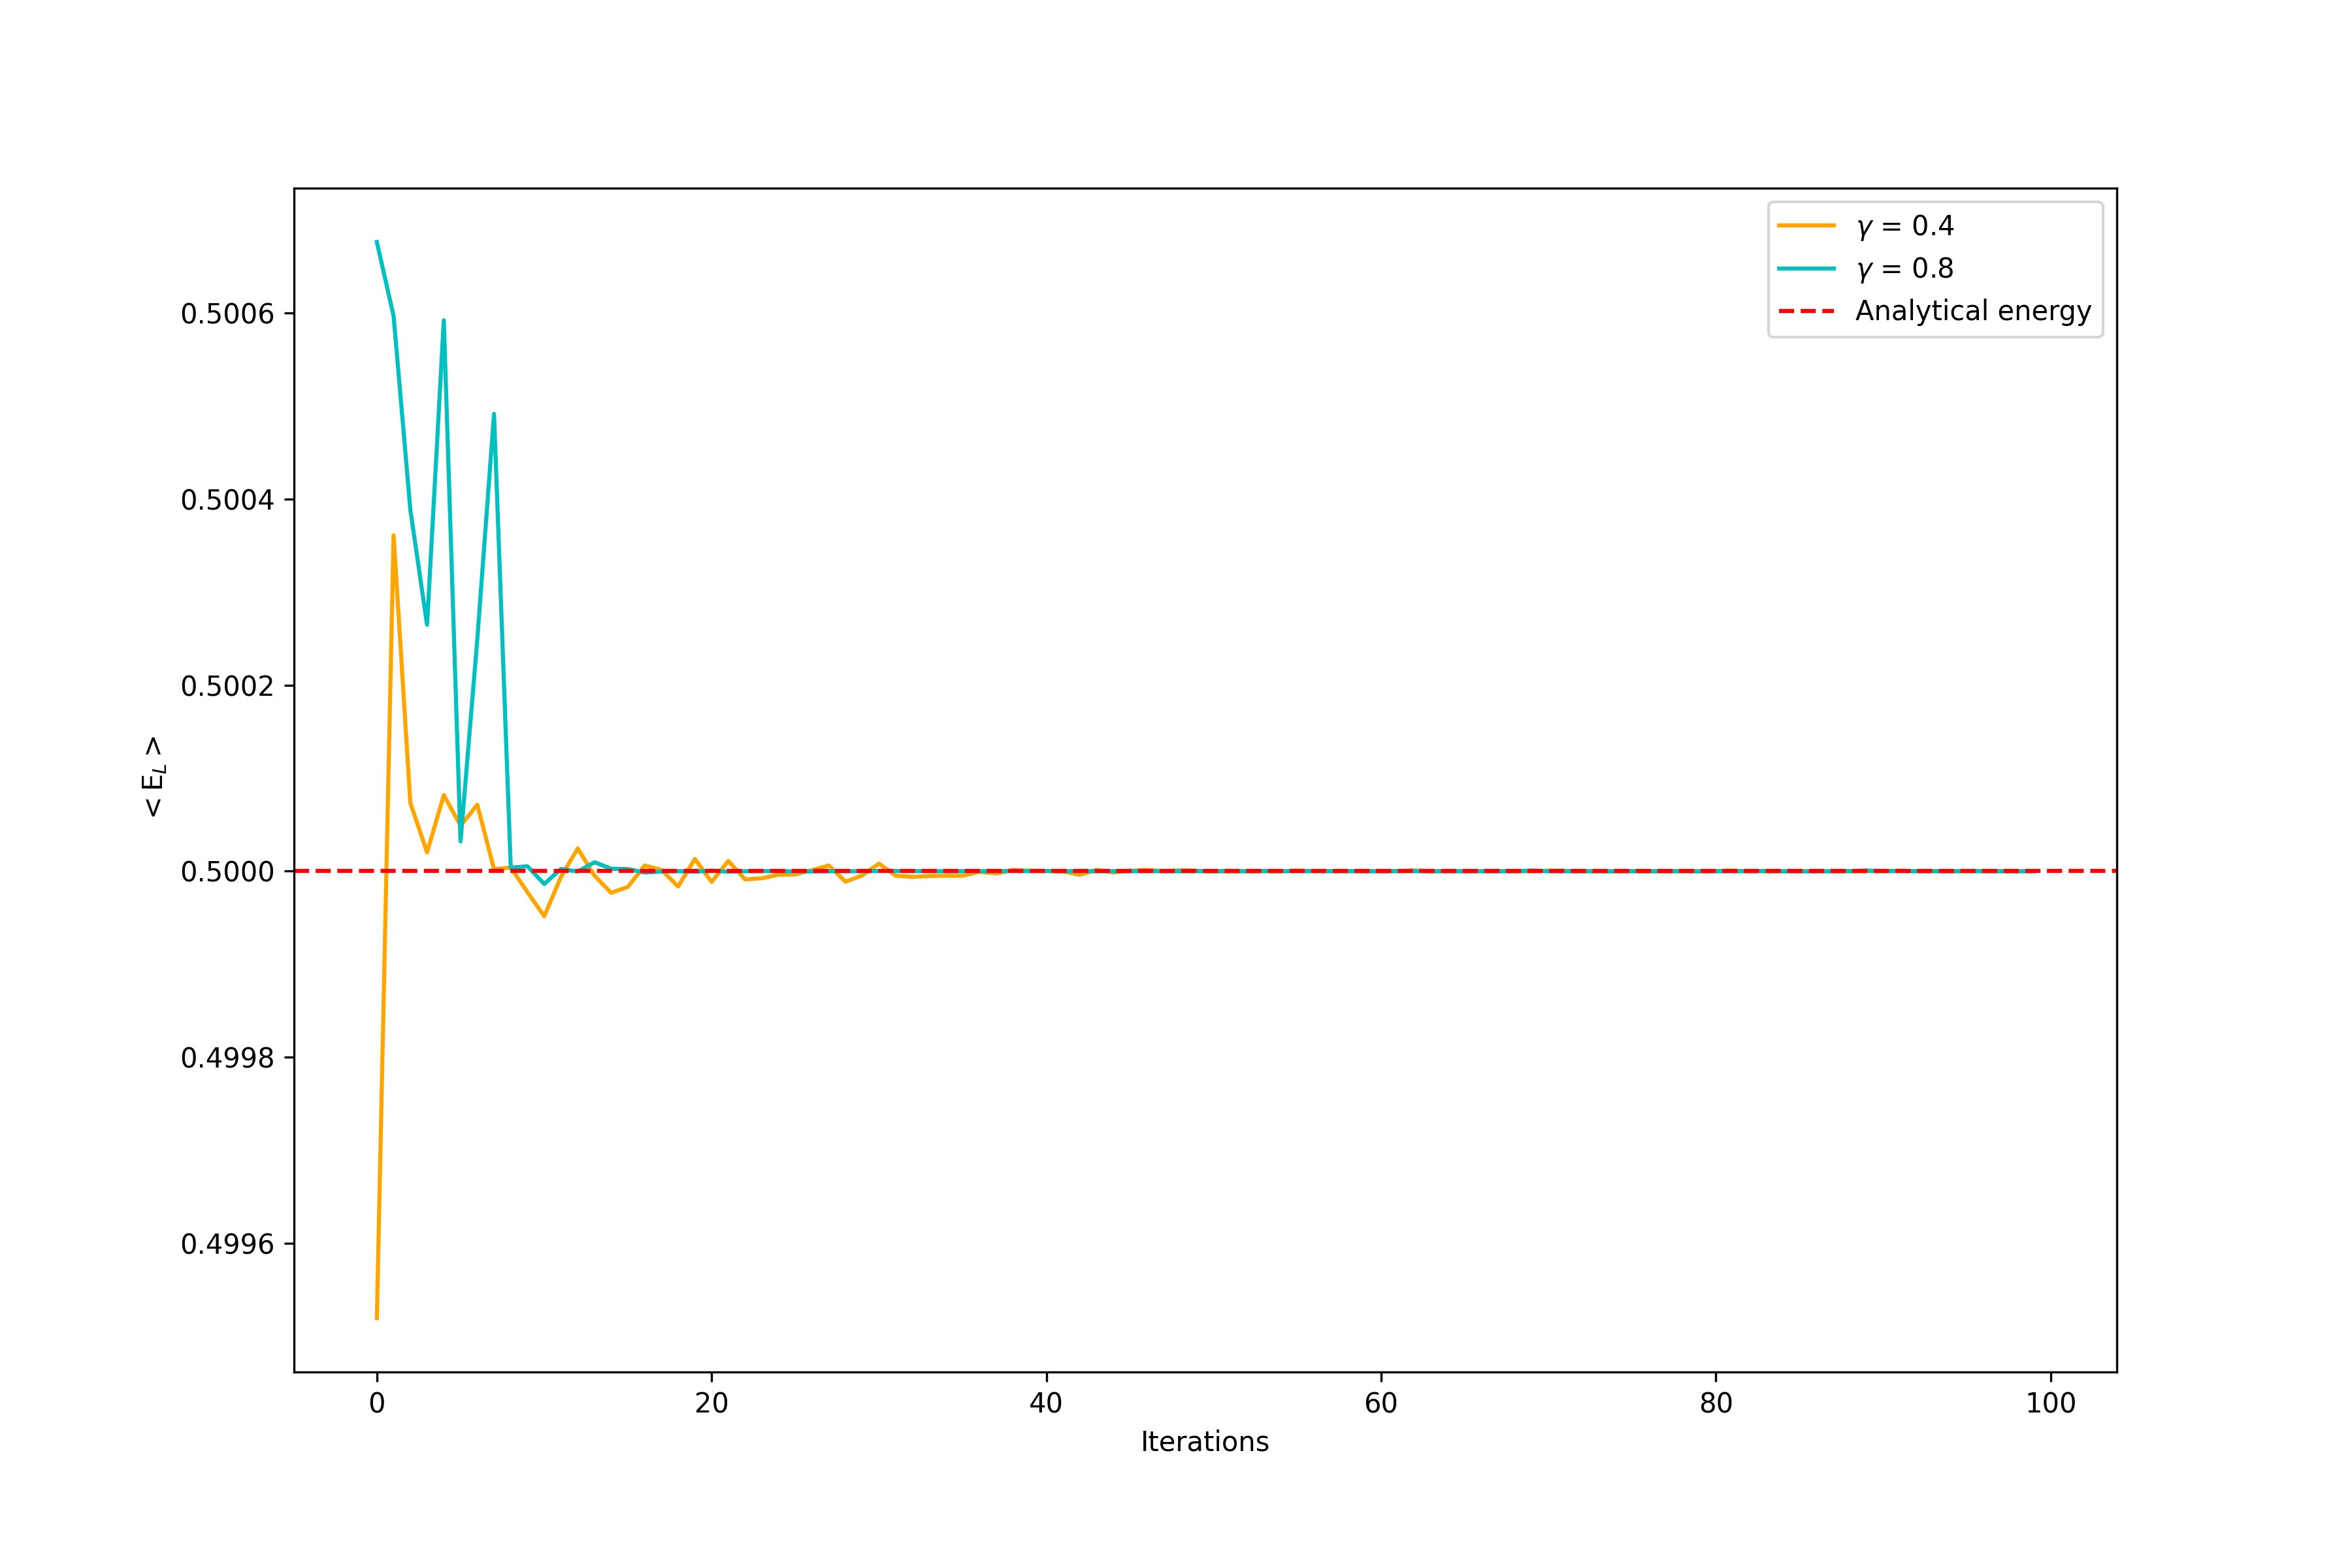 γ = 0.4
γ = 0.8
Analytical energy
0.5006
0.5004
0.5002
0.5000
0.4998
0.4996
< E_L >
0 20 40 60 80 100
Iterations